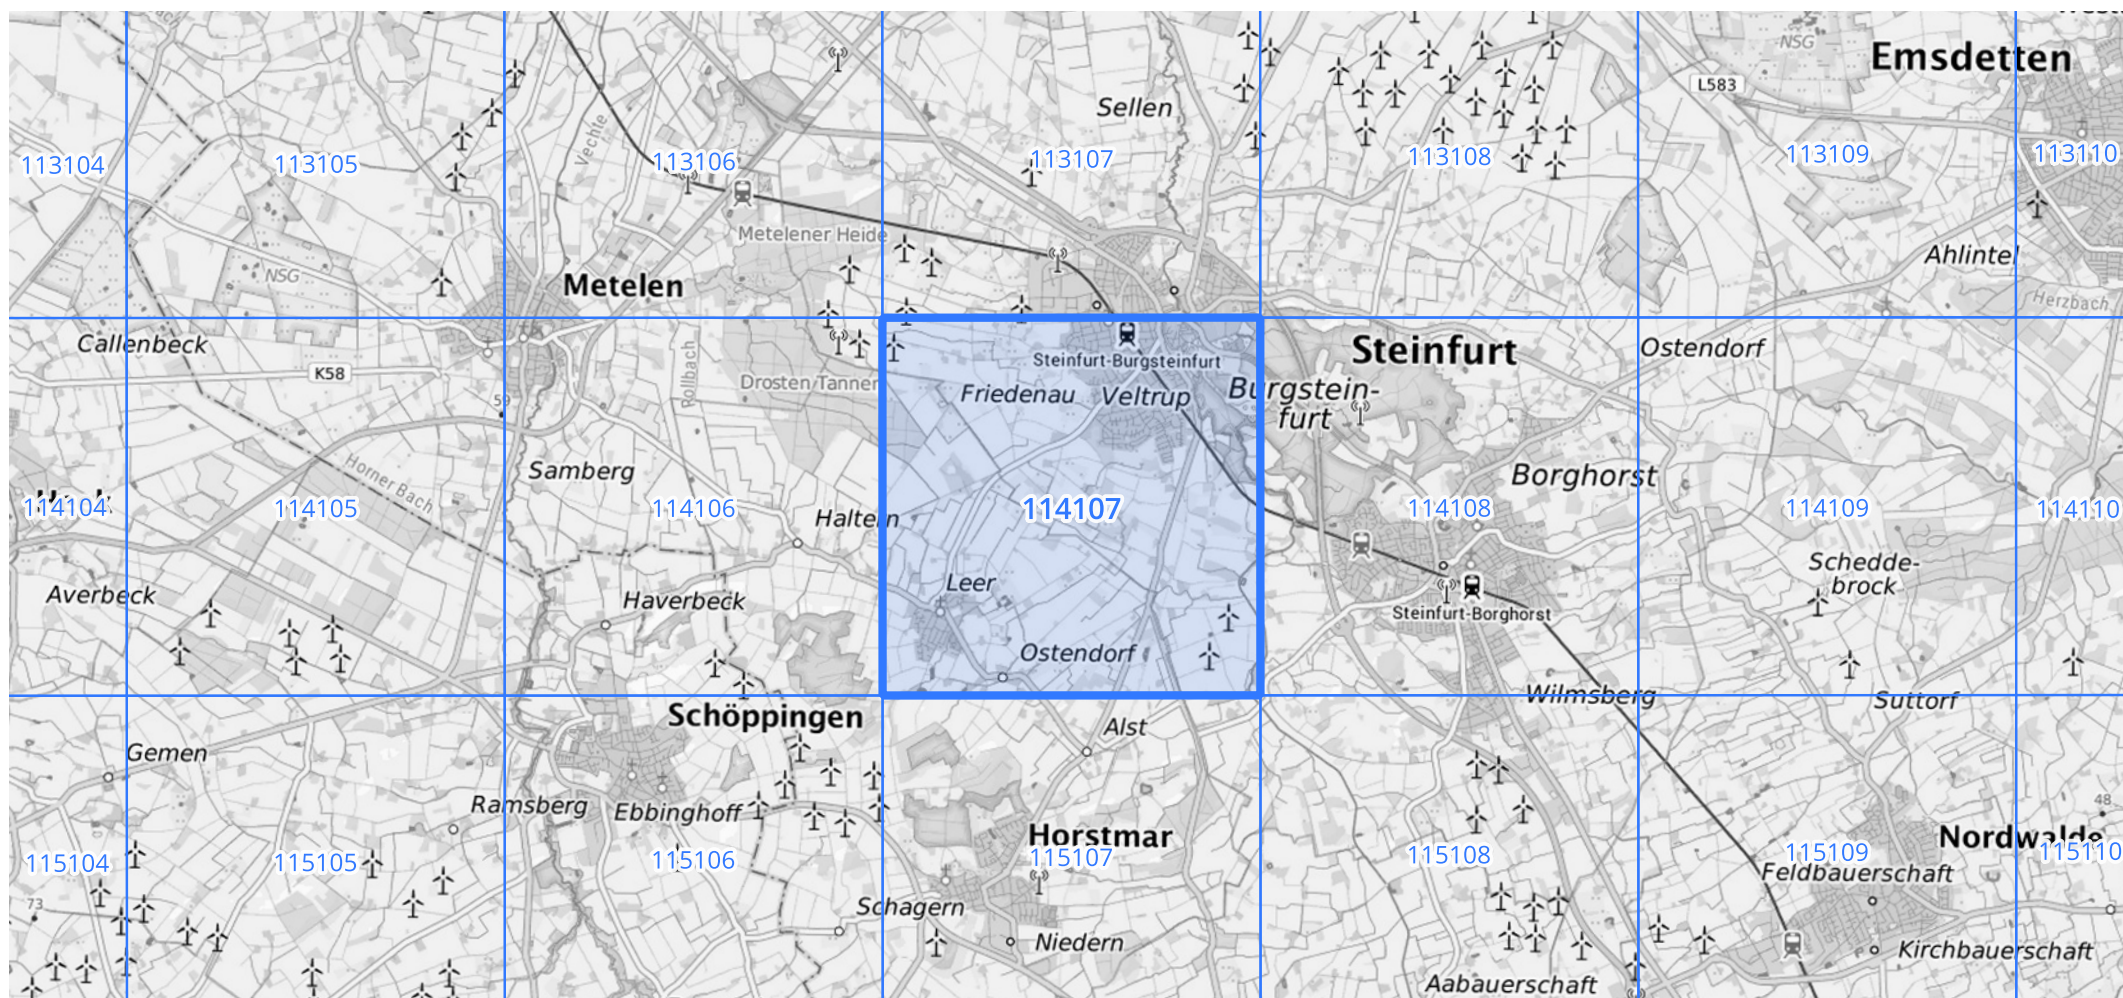 NSG
Emsdetten
L583
Sellen
Vechte
113104
113105
113106
113107
113108
113109
113110
Metelener Heide
NSG
Metelen
Ahlintel
Herzbach
Callenbeck
K58
59
Rollbach
Drosten Tannen
Steinfurt-Burgsteinfurt
Friedenau
Veltrup
Steinfurt
Burgstein-
furt
Ostendorf
Horner Bach
Samberg
Borghorst
114104
114105
114106
Haltern
114107
114108
114109
114110
Averbeck
Haverbeck
Leer
Ostendorf
Steinfurt-Borghorst
Schedde-
brock
Wilmsberg
Suttorf
Schöppingen
Alst
Gemen
Ramsberg
Ebbinghoff
Horstmar
Nordwalde
48
115104
115105
115106
115107
115108
115109
115110
Feldbauerschaft
73
Schagern
Niedern
Kirchbauerschaft
Aabauerschaft